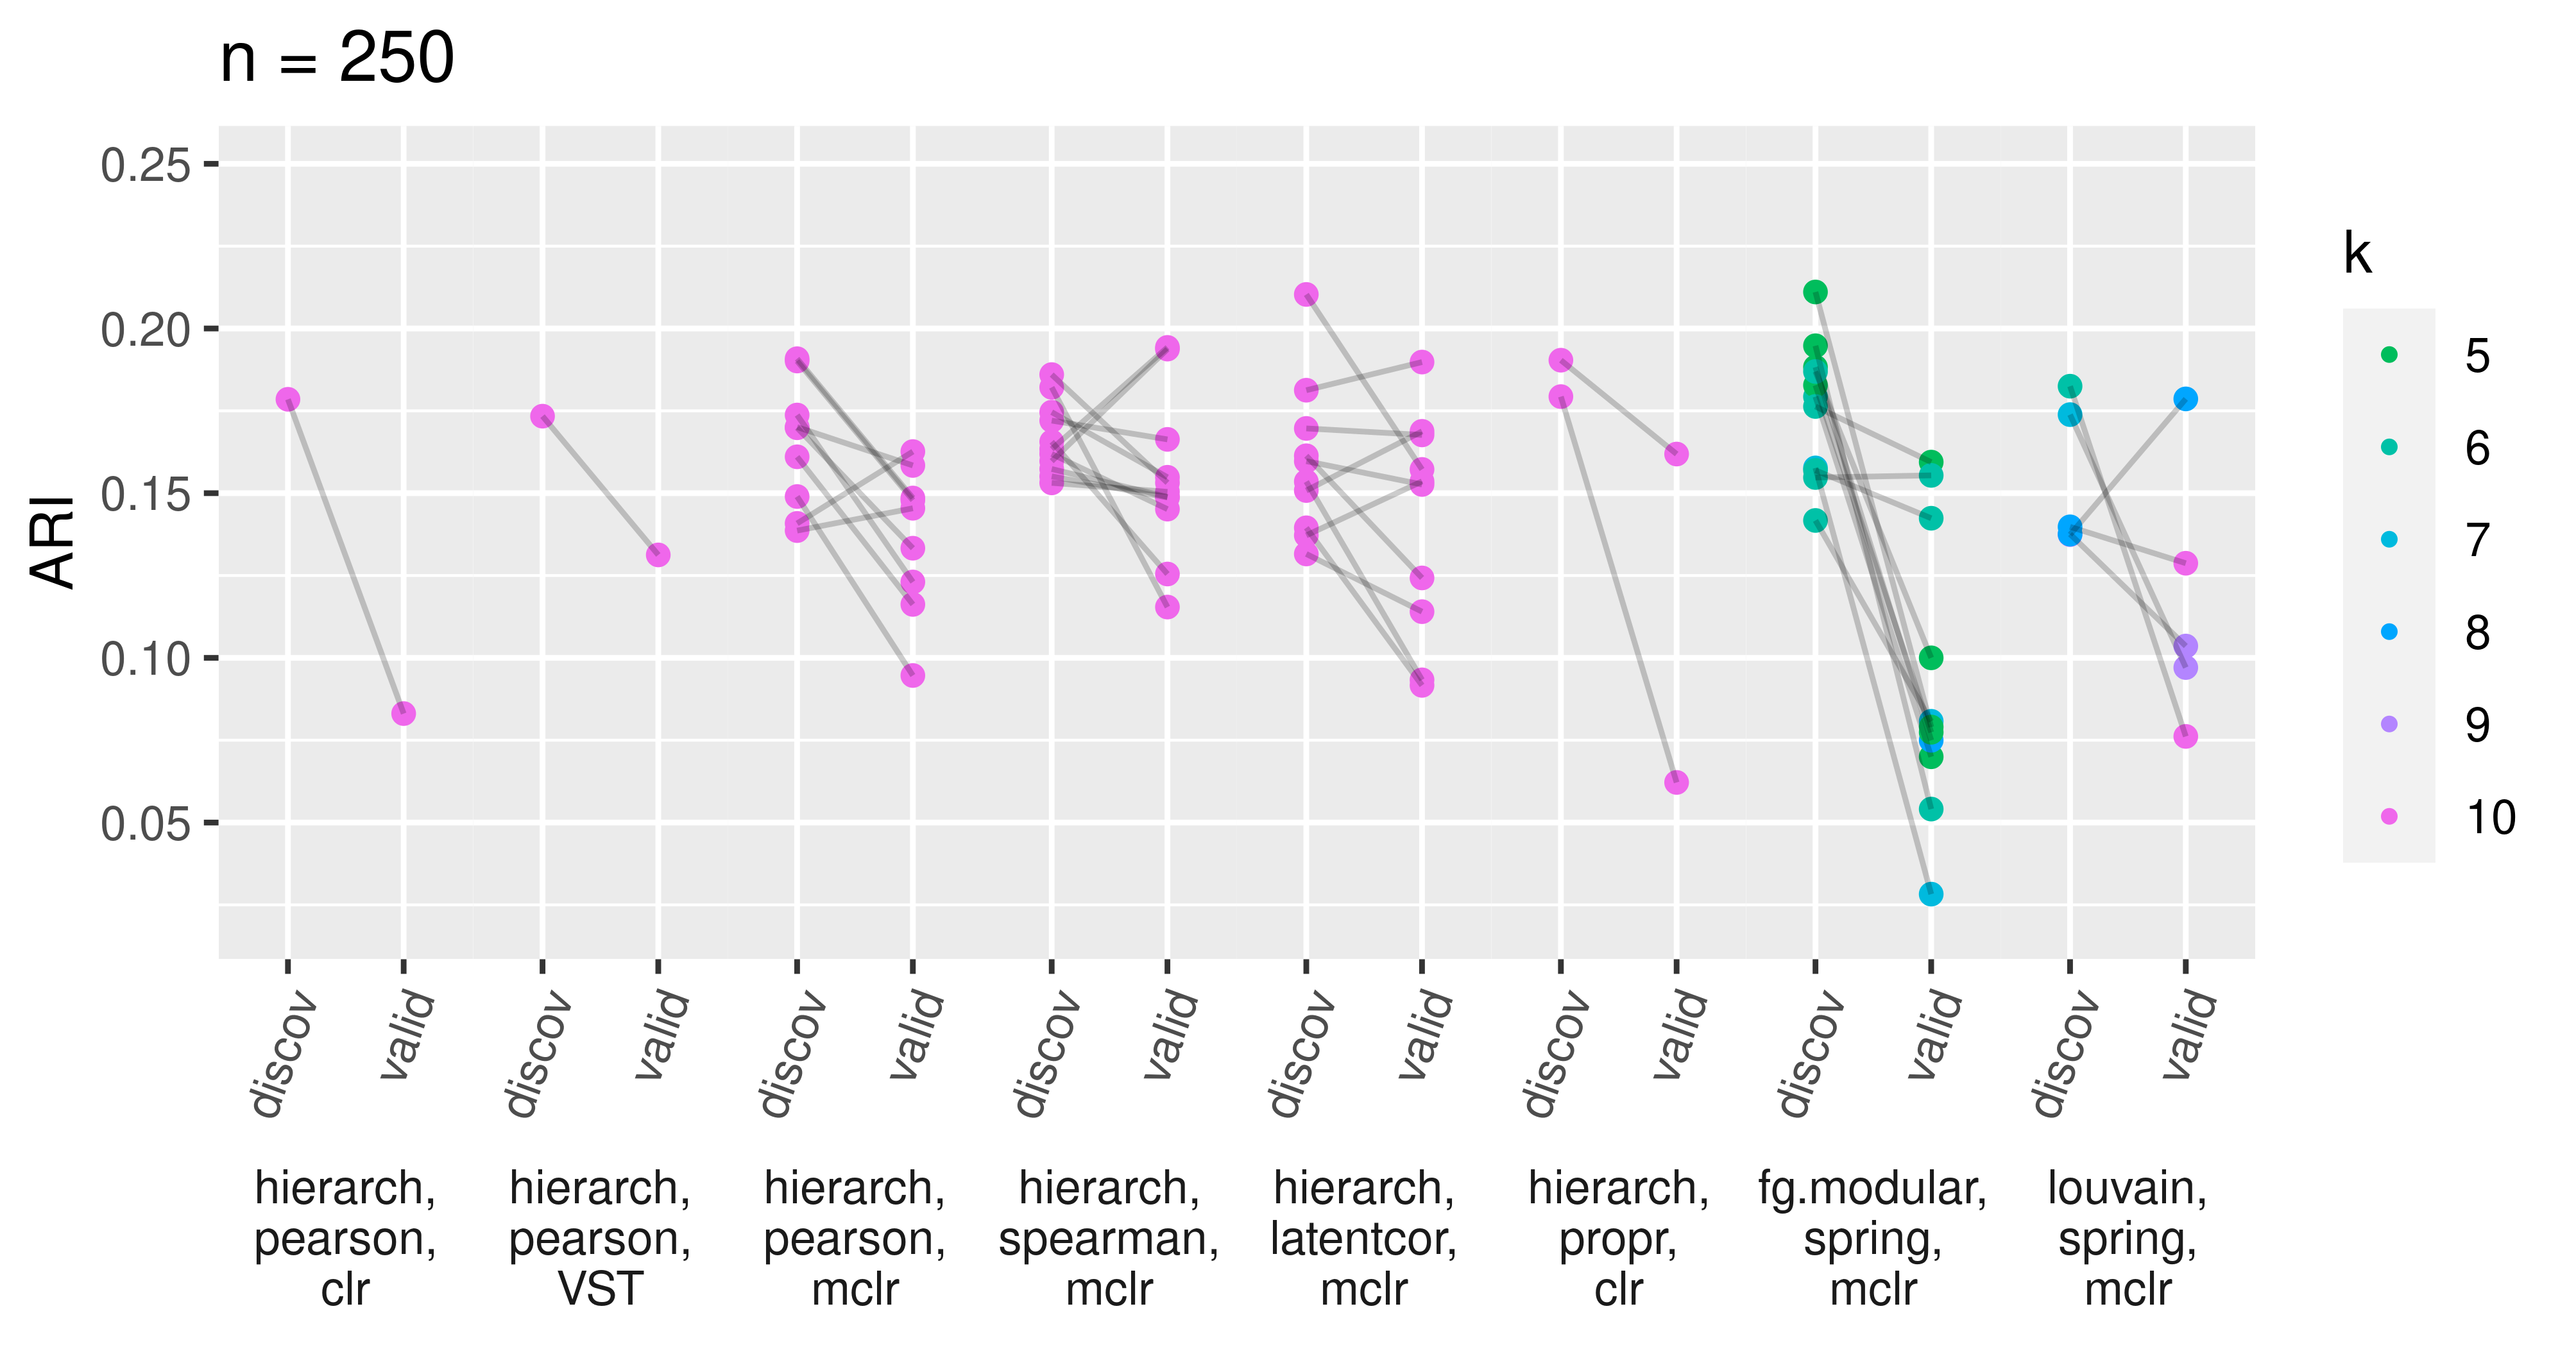 n = 250
ARI
0.25
0.20
0.15
0.10
0.05
discov
valid
discov
valid
discov
valid
discov
valid
discov
valid
discov
valid
discov
valid
discov
valid
hierarch,
pearson,
clr
hierarch,
pearson,
VST
hierarch,
pearson,
mclr
hierarch,
spearman,
mclr
hierarch,
latentcor,
mclr
hierarch,
propr,
clr
fg.modular,
spring,
mclr
louvain,
spring,
mclr
k
5
6
7
8
9
10